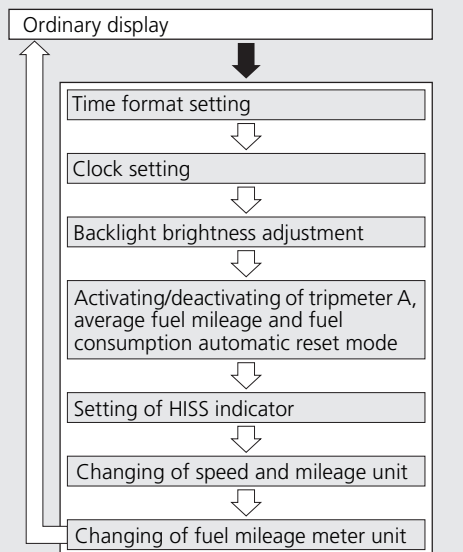 Ordinary display
Time format setting
Clock setting
Backlight brightness adjustment
Activating/deactivating of tripmeter A,
average fuel mileage and fuel
consumption automatic reset mode
Setting of HISS indicator
Changing of speed and mileage unit
Changing of fuel mileage meter unit